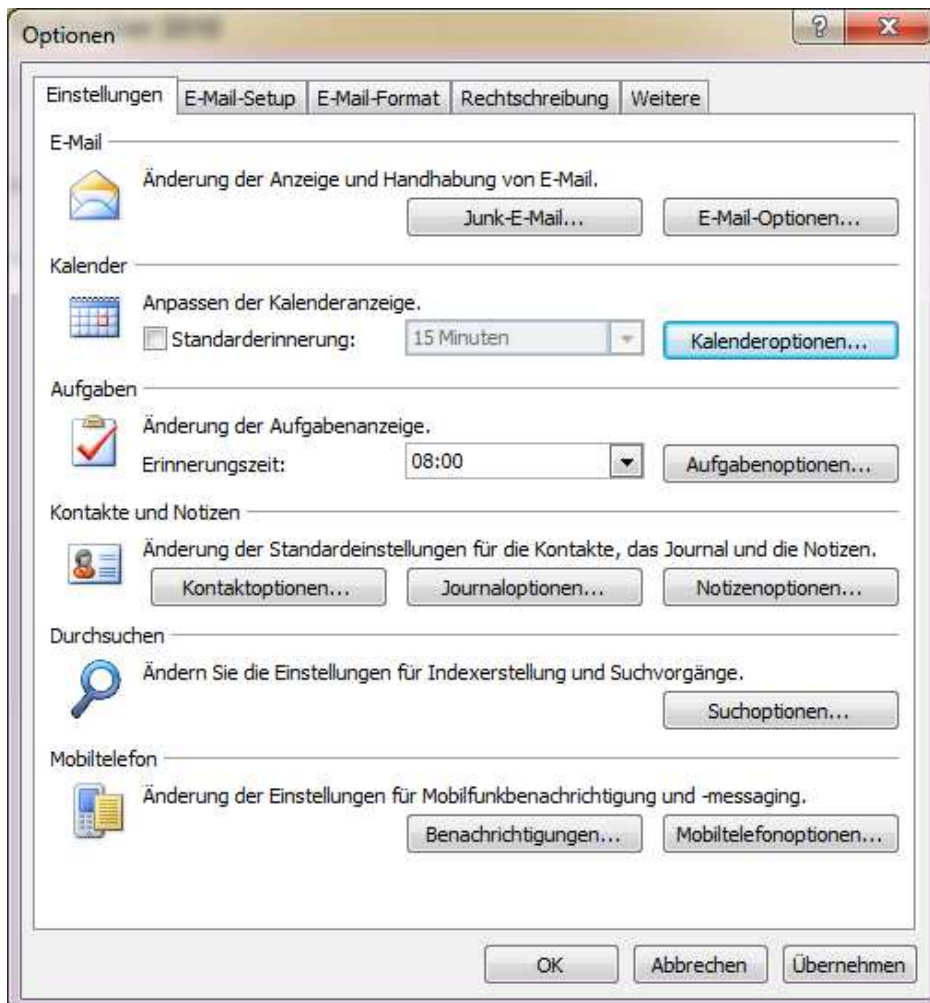 Optionen
Einstellungen E-Mail-Setup E-Mail-Format Rechtschreibung Weitere
E-Mail
Änderung der Anzeige und Handhabung von E-Mail.
Junk-E-Mail... E-Mail-Optionen...
Kalender
Anpassen der Kalenderanzeige.
Standarderinnerung: 15 Minuten Kalenderoptionen...
Aufgaben
Änderung der Aufgabenanzeige.
Erinnerungszeit: 08:00 Aufgabenoptionen...
Kontakte und Notizen
Änderung der Standardeinstellungen für die Kontakte, das Journal und die Notizen.
Kontaktoptionen... Journaloptionen... Notizenoptionen...
Durchsuchen
Ändern Sie die Einstellungen für Indexerstellung und Suchvorgänge.
Suchoptionen...
Mobiltelefon
Änderung der Einstellungen für Mobilfunkbenachrichtigung und -messaging.
Benachrichtigungen... Mobiltelefonoptionen...
OK Abbrechen Übernehmen